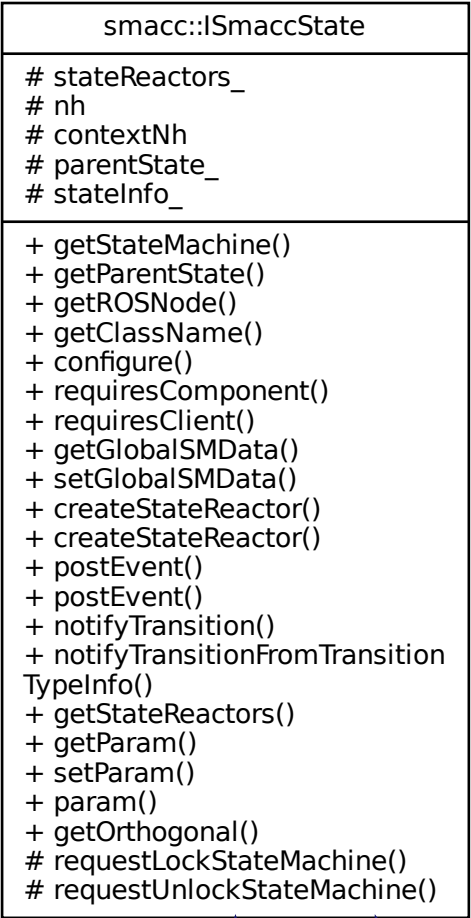 smacc::ISmaccState
# stateReactors_
# nh
# contextNh
# parentState_
# stateInfo_
+ getStateMachine()
+ getParentState()
+ getROSNode()
+ getClassName()
+ configure()
+ requiresComponent()
+ requiresClient()
+ getGlobalSMData()
+ setGlobalSMData()
+ createStateReactor()
+ createStateReactor()
+ postEvent()
+ postEvent()
+ notifyTransition()
+ notifyTransitionFromTransition
TypeInfo()
+ getStateReactors()
+ getParam()
+ setParam()
+ param()
+ getOrthogonal()
# requestLockStateMachine()
# requestUnlockStateMachine()